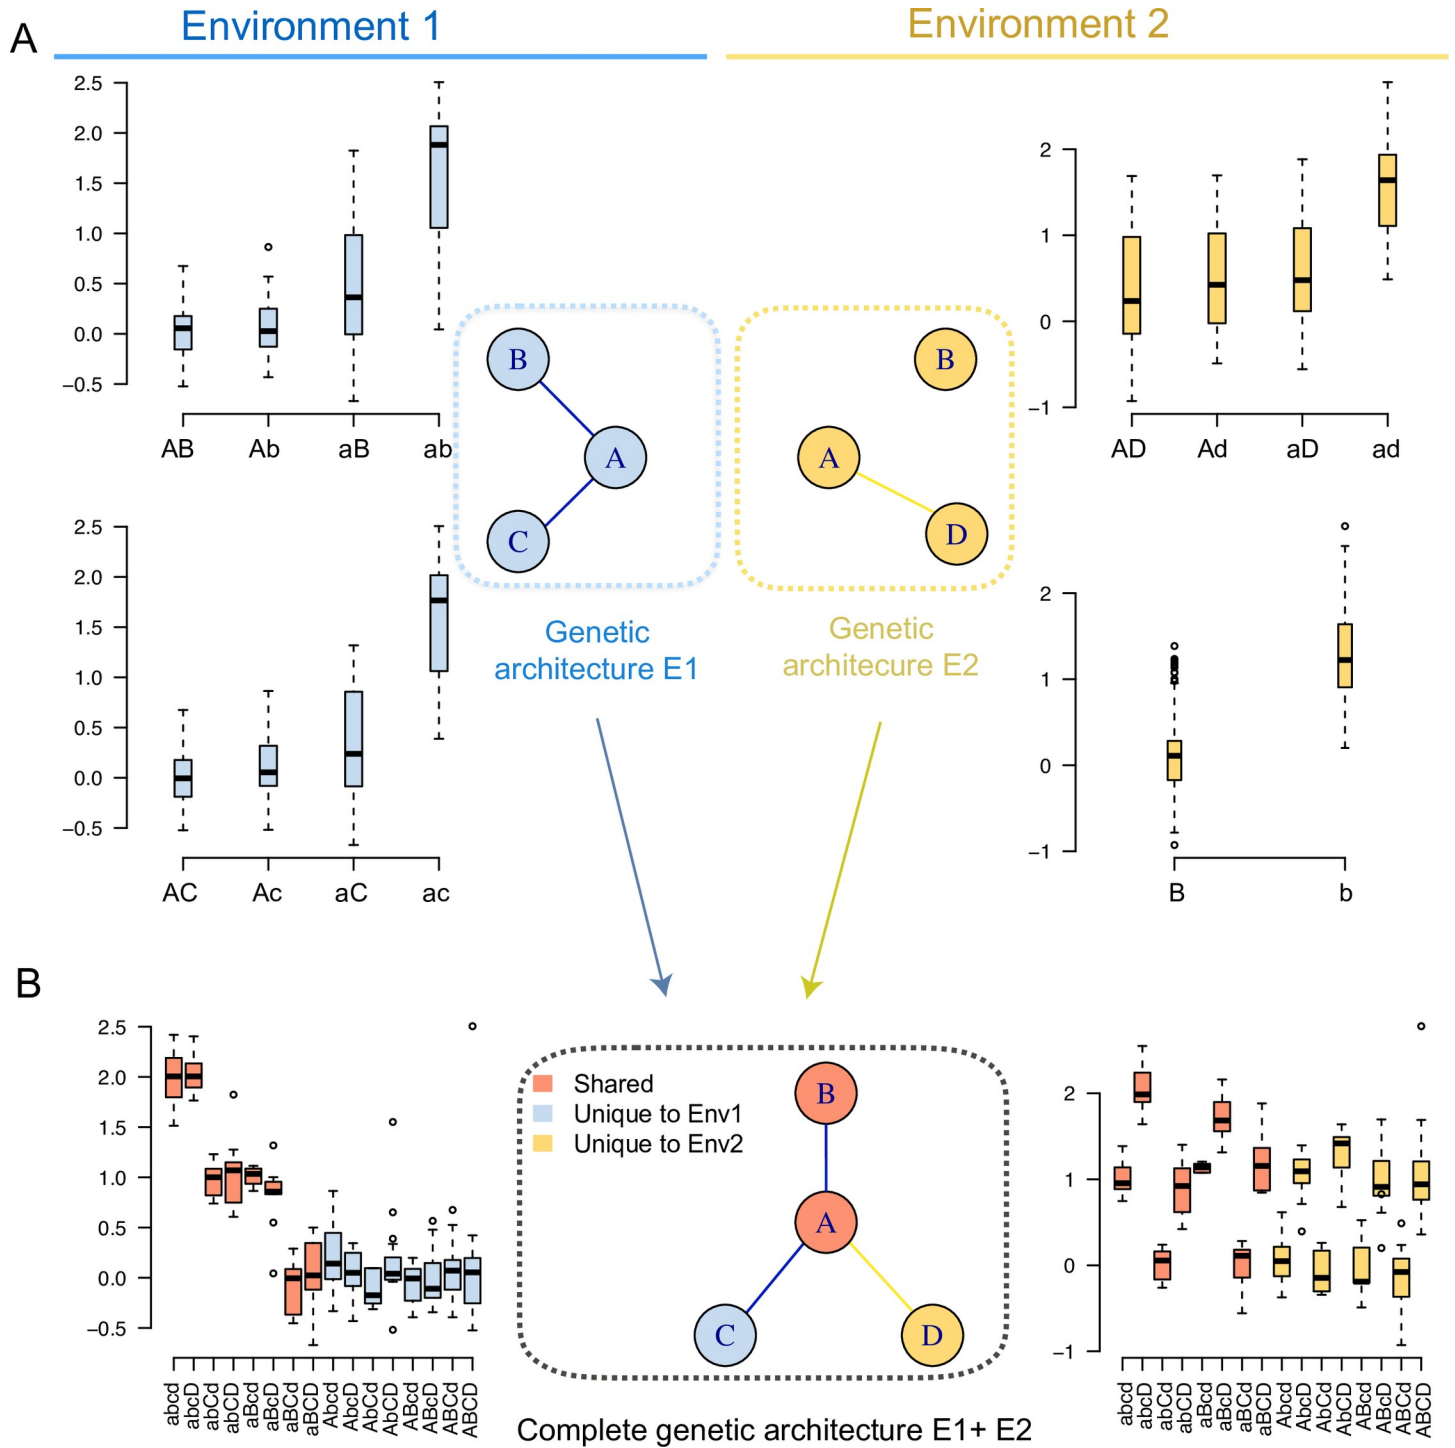 A
Environment 1
Environment 2
2.5
2.0
1.5
1.0
0.5
0.0
−0.5
AB Ab aB ab
2
1
0
−1
AD Ad aD ad
B
A
C
B
A
D
Genetic
architecture E1
Genetic
architecure E2
2.5
2.0
1.5
1.0
0.5
0.0
−0.5
AC Ac aC ac
2
1
0
−1
B b
B
2.5
2.0
1.5
1.0
0.5
0.0
−0.5
abcd abcD abCd abCD aBcd aBcD aBCd aBCD Abcd AbcD AbCd AbCD ABcd ABcD ABCd ABCD
Shared
Unique to Env1
Unique to Env2
B
A
C
D
Complete genetic architecture E1+ E2
2
1
0
−1
abcd abcD abCd abCD aBcd aBcD aBCd aBCD Abcd AbcD AbCd AbCD ABcd ABcD ABCd ABCD